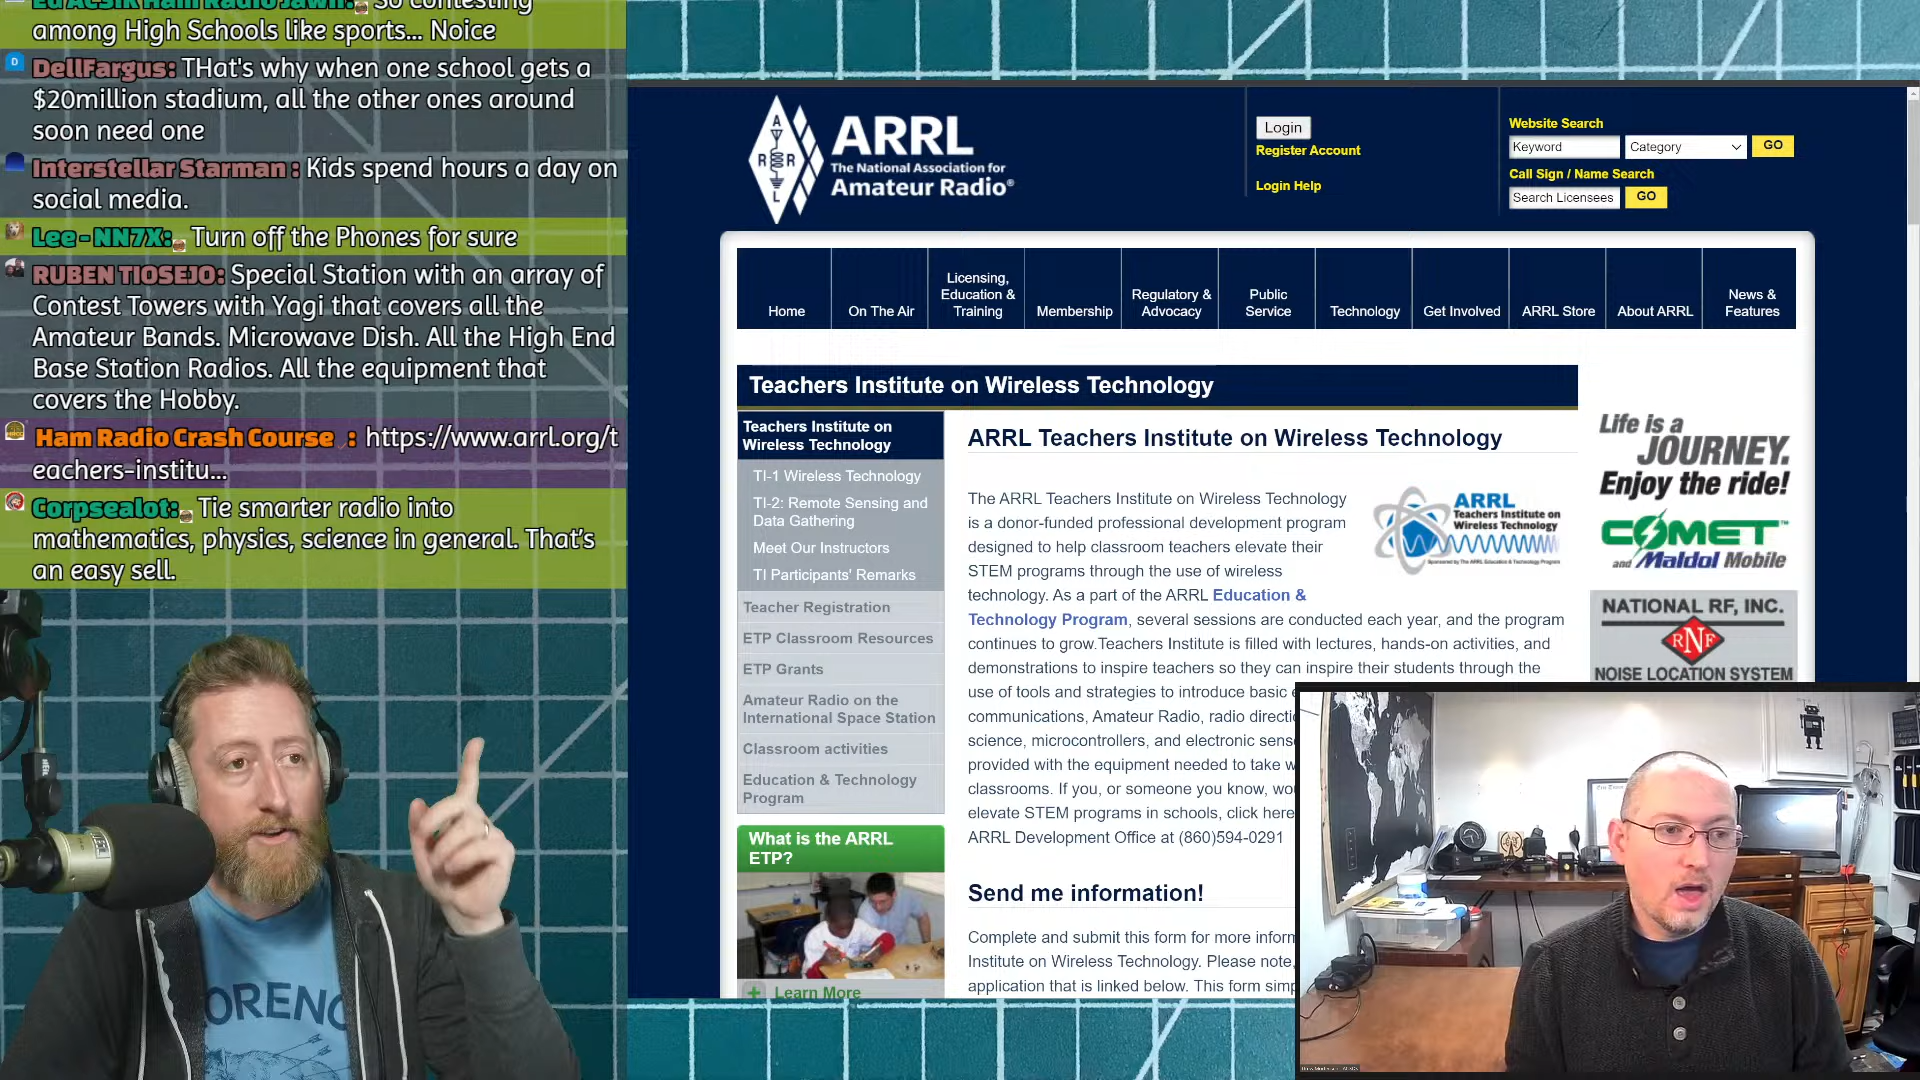 Ed AC3IK Ham Radio Jawn: So contesting
among High Schools like sports... Noice
DellFargus: THat's why when one school gets a
$20million stadium, all the other ones around
soon need one
Interstellar Starman : Kids spend hours a day on
social media.
Lee - NN7X: Turn off the Phones for sure
RUBEN TIOSEJO: Special Station with an array of
Contest Towers with Yagi that covers all the
Amateur Bands. Microwave Dish. All the High End
Base Station Radios. All the equipment that
covers the Hobby.
Ham Radio Crash Course : https://www.arrl.org/t
eachers-institu...
Corpsealot: Tie smarter radio into
mathematics, physics, science in general. That's
an easy sell.
ORENC
A
R R
L
ARRL
The National Association for
Amateur Radio®
Login
Register Account
Login Help
Website Search
Keyword
Category
GO
Call Sign / Name Search
Search Licensees
GO
Home
On The Air
Licensing,
Education &
Training
Membership
Regulatory &
Advocacy
Public
Service
Technology
Get Involved
ARRL Store
About ARRL
News &
Features
Teachers Institute on Wireless Technology
Teachers Institute on
Wireless Technology
TI-1 Wireless Technology
TI-2: Remote Sensing and
Data Gathering
Meet Our Instructors
TI Participants' Remarks
Teacher Registration
ETP Classroom Resources
ETP Grants
Amateur Radio on the
International Space Station
Classroom activities
Education & Technology
Program
What is the ARRL
ETP?
Learn More
ARRL Teachers Institute on Wireless Technology
The ARRL Teachers Institute on Wireless Technology
is a donor-funded professional development program
designed to help classroom teachers elevate their
STEM programs through the use of wireless
technology. As a part of the ARRL Education &
Technology Program, several sessions are conducted each year, and the program
continues to grow.Teachers Institute is filled with lectures, hands-on activities, and
demonstrations to inspire teachers so they can inspire their students through the
use of tools and strategies to introduce basic e
communications, Amateur Radio, radio directi
science, microcontrollers, and electronic sens
provided with the equipment needed to take w
classrooms. If you, or someone you know, wou
elevate STEM programs in schools, click here
ARRL Development Office at (860)594-0291
Send me information!
Complete and submit this form for more inform
Institute on Wireless Technology. Please note,
application that is linked below. This form simp
ARRL
Teachers Institute on
Wireless Technology
Sponsored by The ARRL Education & Technology Program
Life is a
JOURNEY.
Enjoy the ride!
COMET™
and Maldol Mobile
NATIONAL RF, INC.
RNF
NOISE LOCATION SYSTEM